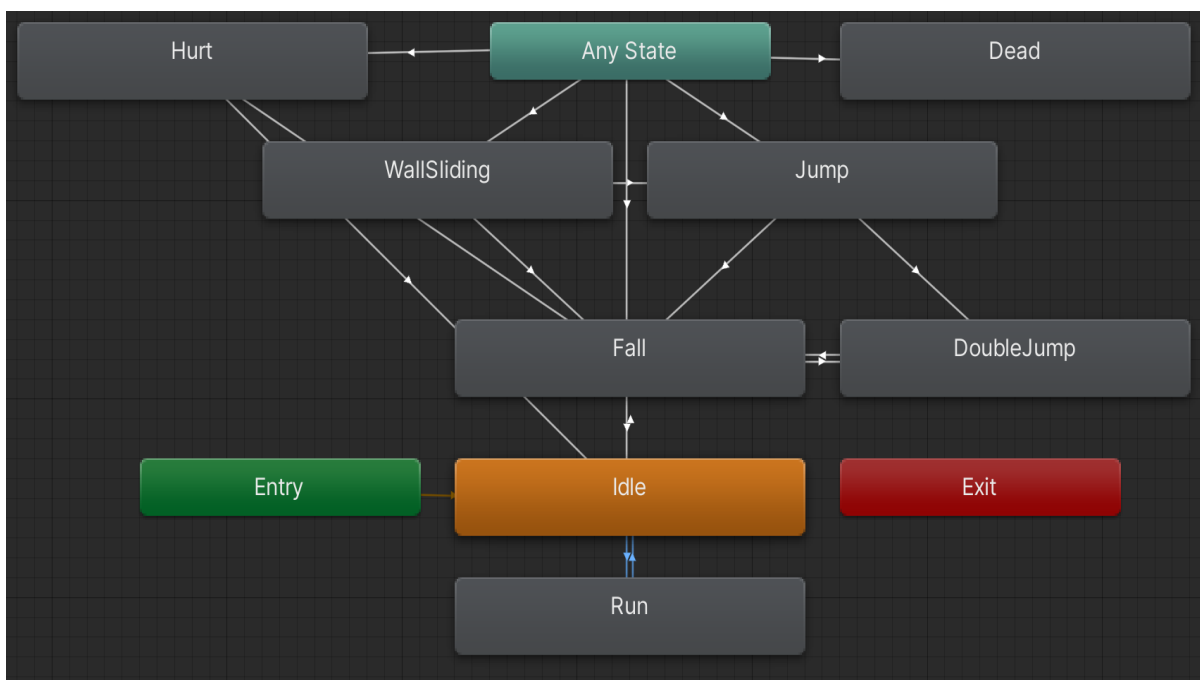 Hurt
Any State
Dead
WallSliding
Jump
Fall
DoubleJump
Entry
Idle
Exit
Run